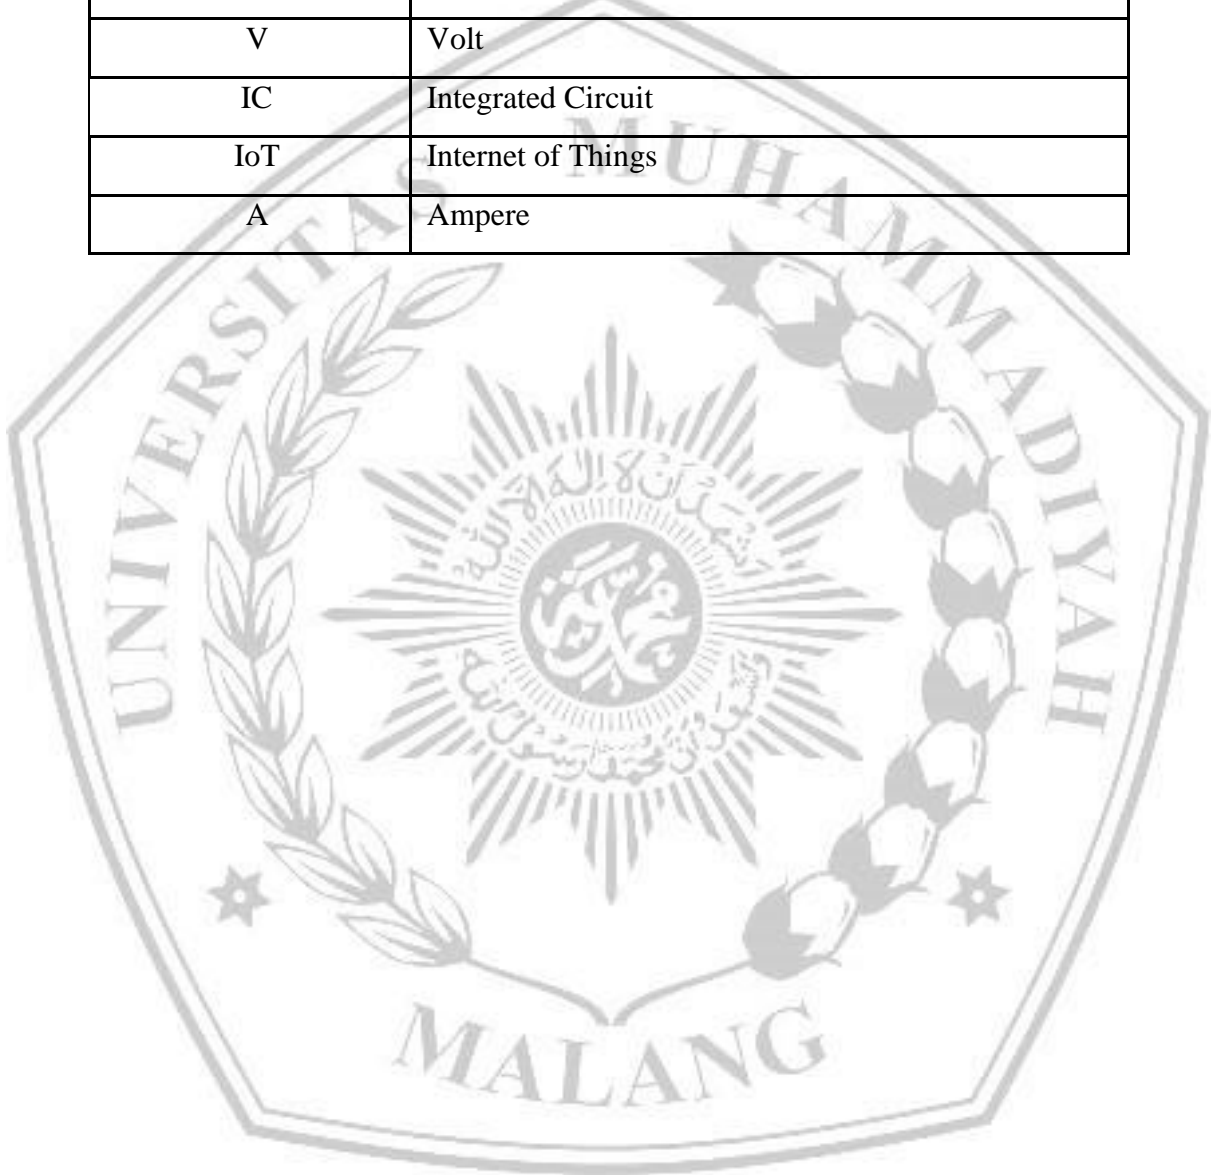 V Volt
IC Integrated Circuit
IoT Internet of Things
A Ampere
UNIVERSITAS MUHAMMADIYAH
MALANG